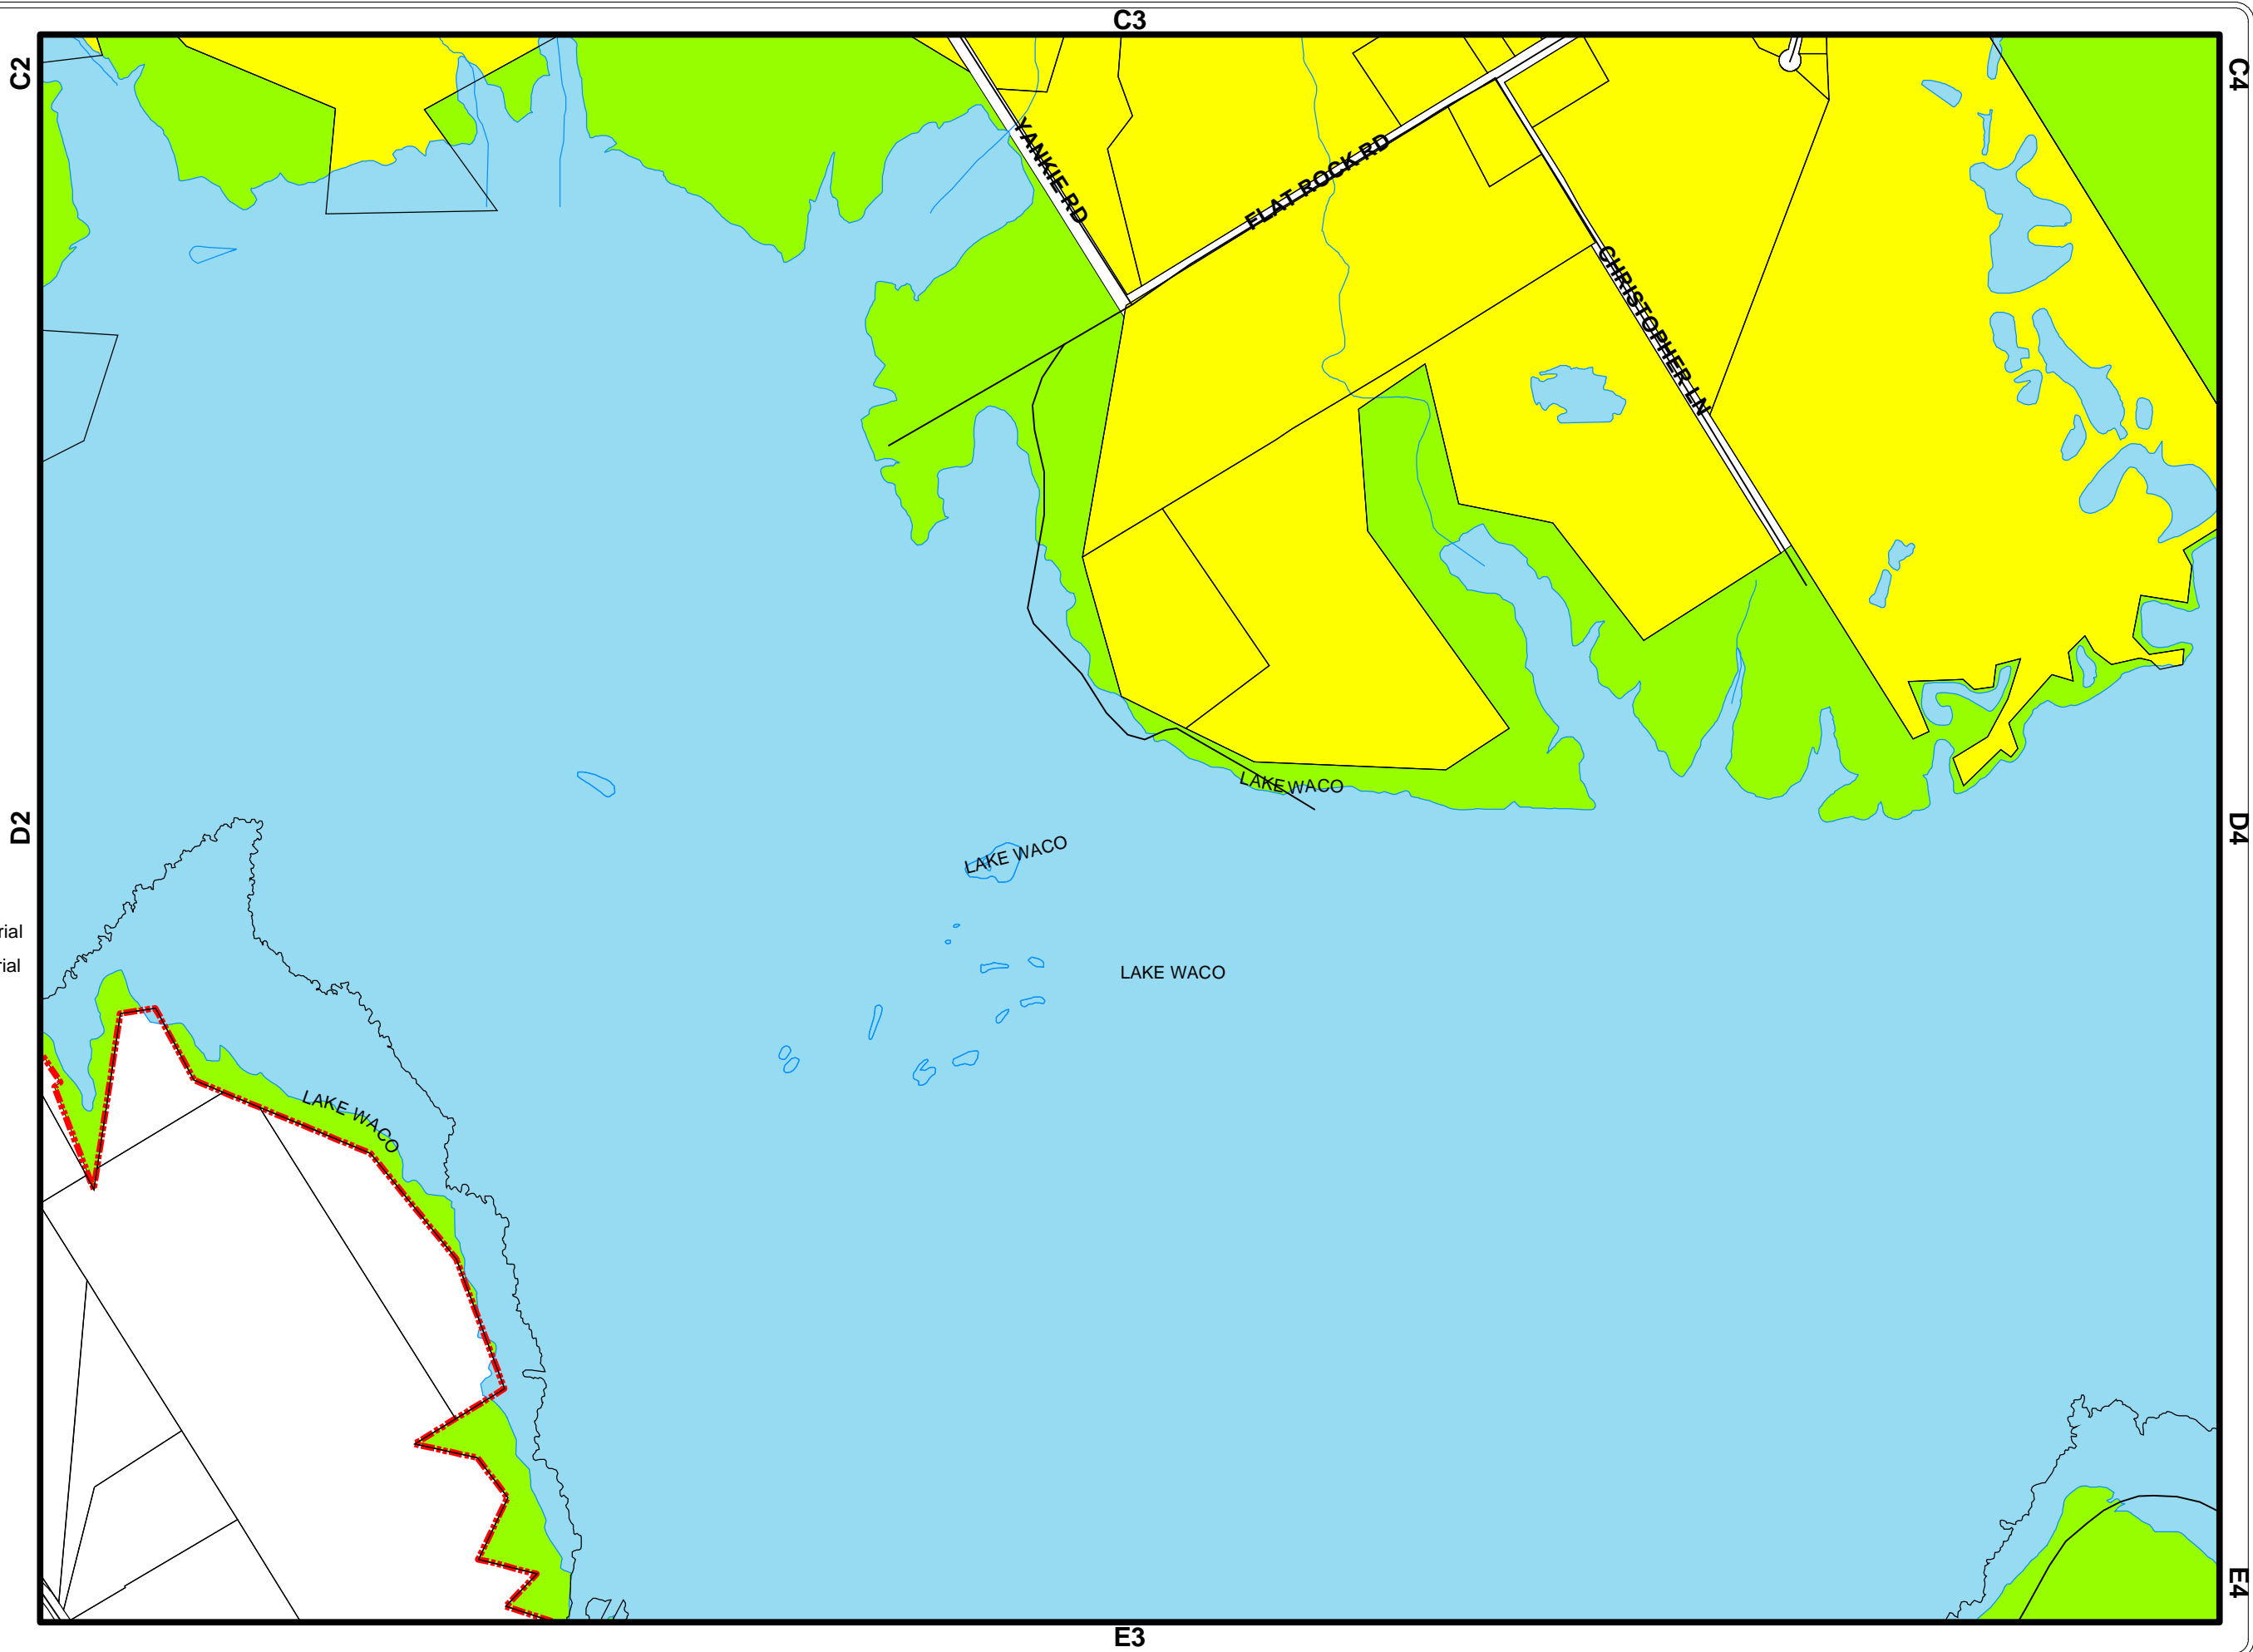 C3
C2
C4
YANKIE RD
FLAT ROCK RD
CHRISTOPHER LN
LAKE WACO
LAKE WACO
D2
D4
rial
LAKE WACO
rial
LAKE WACO
E4
E3